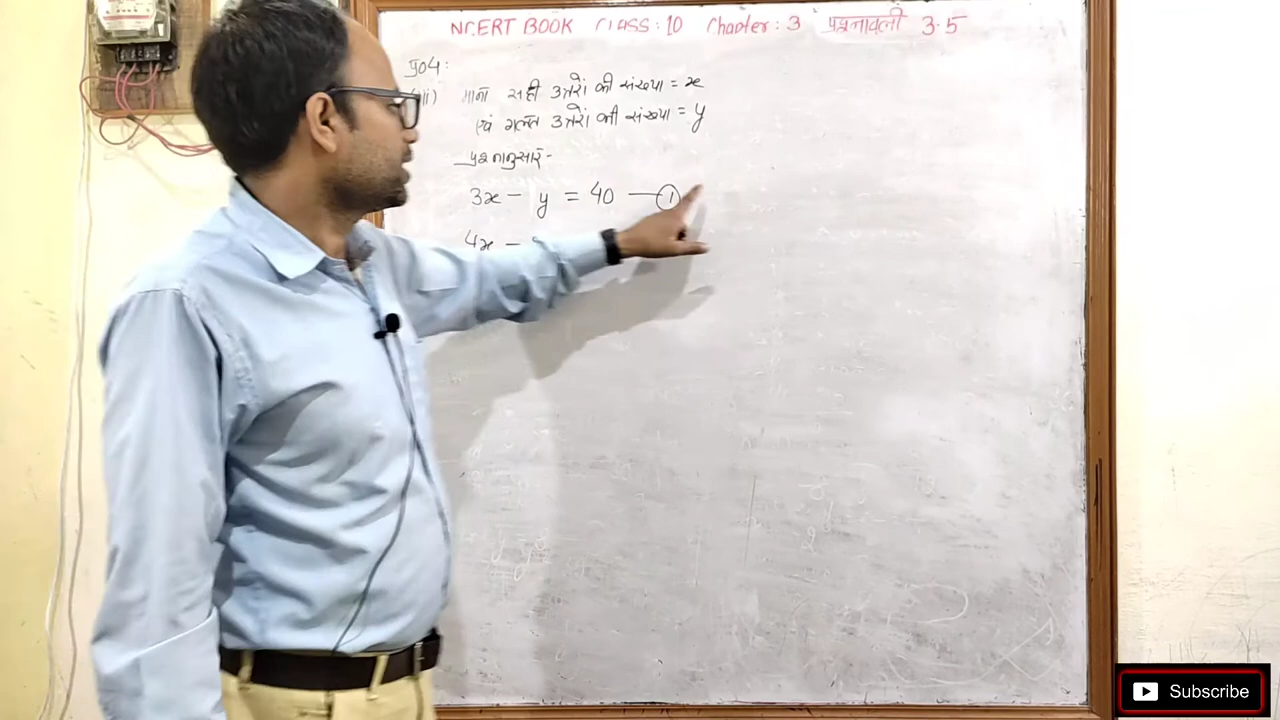 NCERT BOOK CLASS: 10 Chapter: 3 प्रश्नावली 3.5
प्र04:
माना सही उत्तरों की संख्या = x
एवं गलत उत्तरों की संख्या = y
प्रश्नानुसार-
3x - y = 40 — 1
4x -
Subscribe